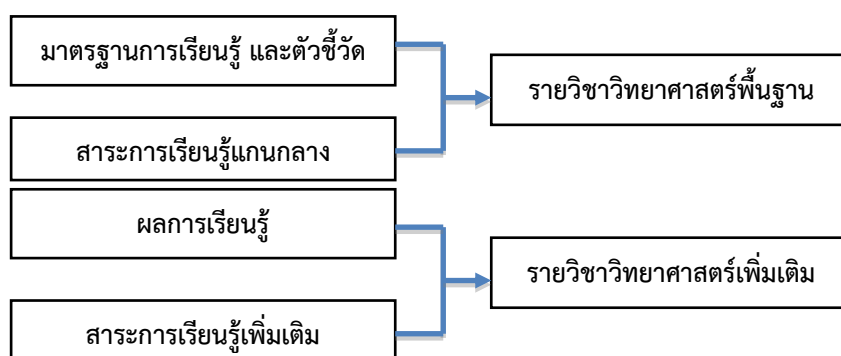 มาตรฐานการเรียนรู้ และตัวชี้วัด
รายวิชาวิทยาศาสตร์พื้นฐาน
สาระการเรียนรู้แกนกลาง
ผลการเรียนรู้
รายวิชาวิทยาศาสตร์เพิ่มเติม
สาระการเรียนรู้เพิ่มเติม